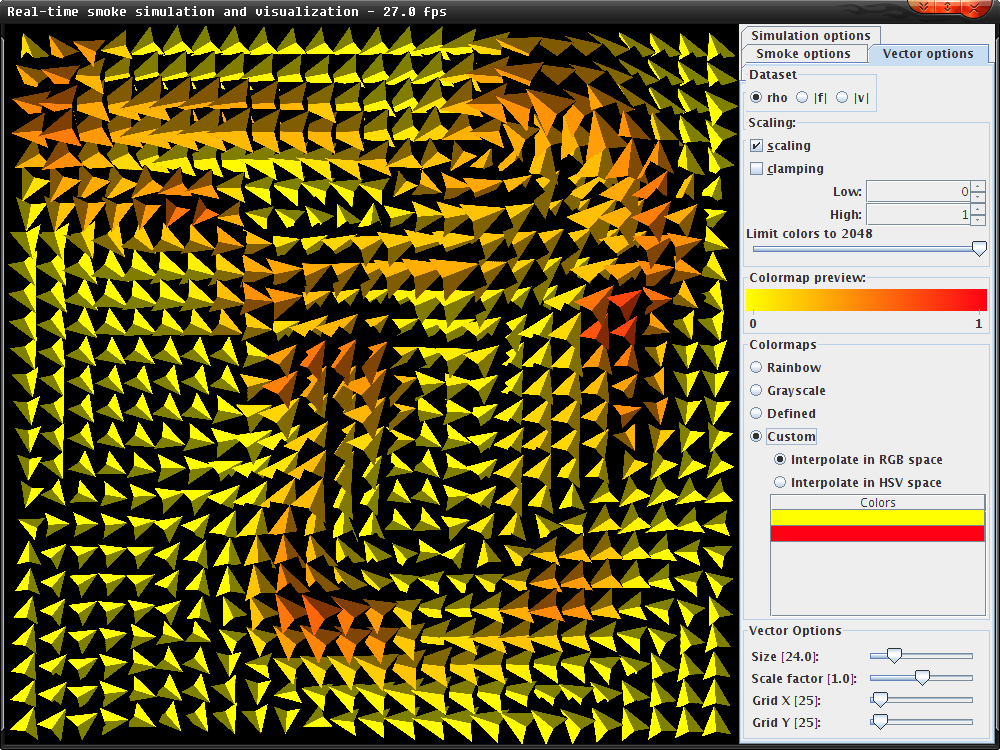 Real-time smoke simulation and visualization - 27.0 fps
Simulation options
Smoke options Vector options
Dataset
rho |f| |v|
Scaling:
scaling
clamping
Low: 0
High: 1
Limit colors to 2048
Colormap preview:
0 1
Colormaps
Rainbow
Grayscale
Defined
Custom
Interpolate in RGB space
Interpolate in HSV space
Colors
Vector Options
Size [24.0]:
Scale factor [1.0]:
Grid X [25]:
Grid Y [25]: